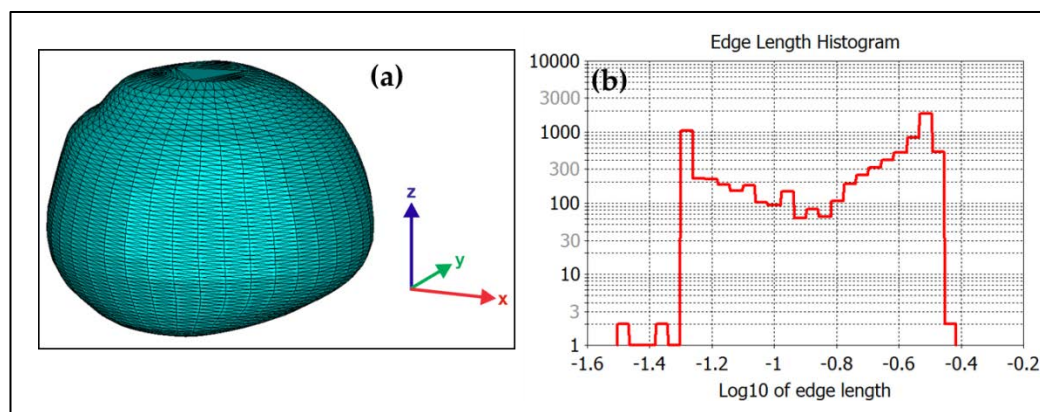 (a)
z
y
x
Edge Length Histogram
(b)
10000
3000
1000
300
100
30
10
3
1
-1.6 -1.4 -1.2 -1 -0.8 -0.6 -0.4 -0.2
Log10 of edge length